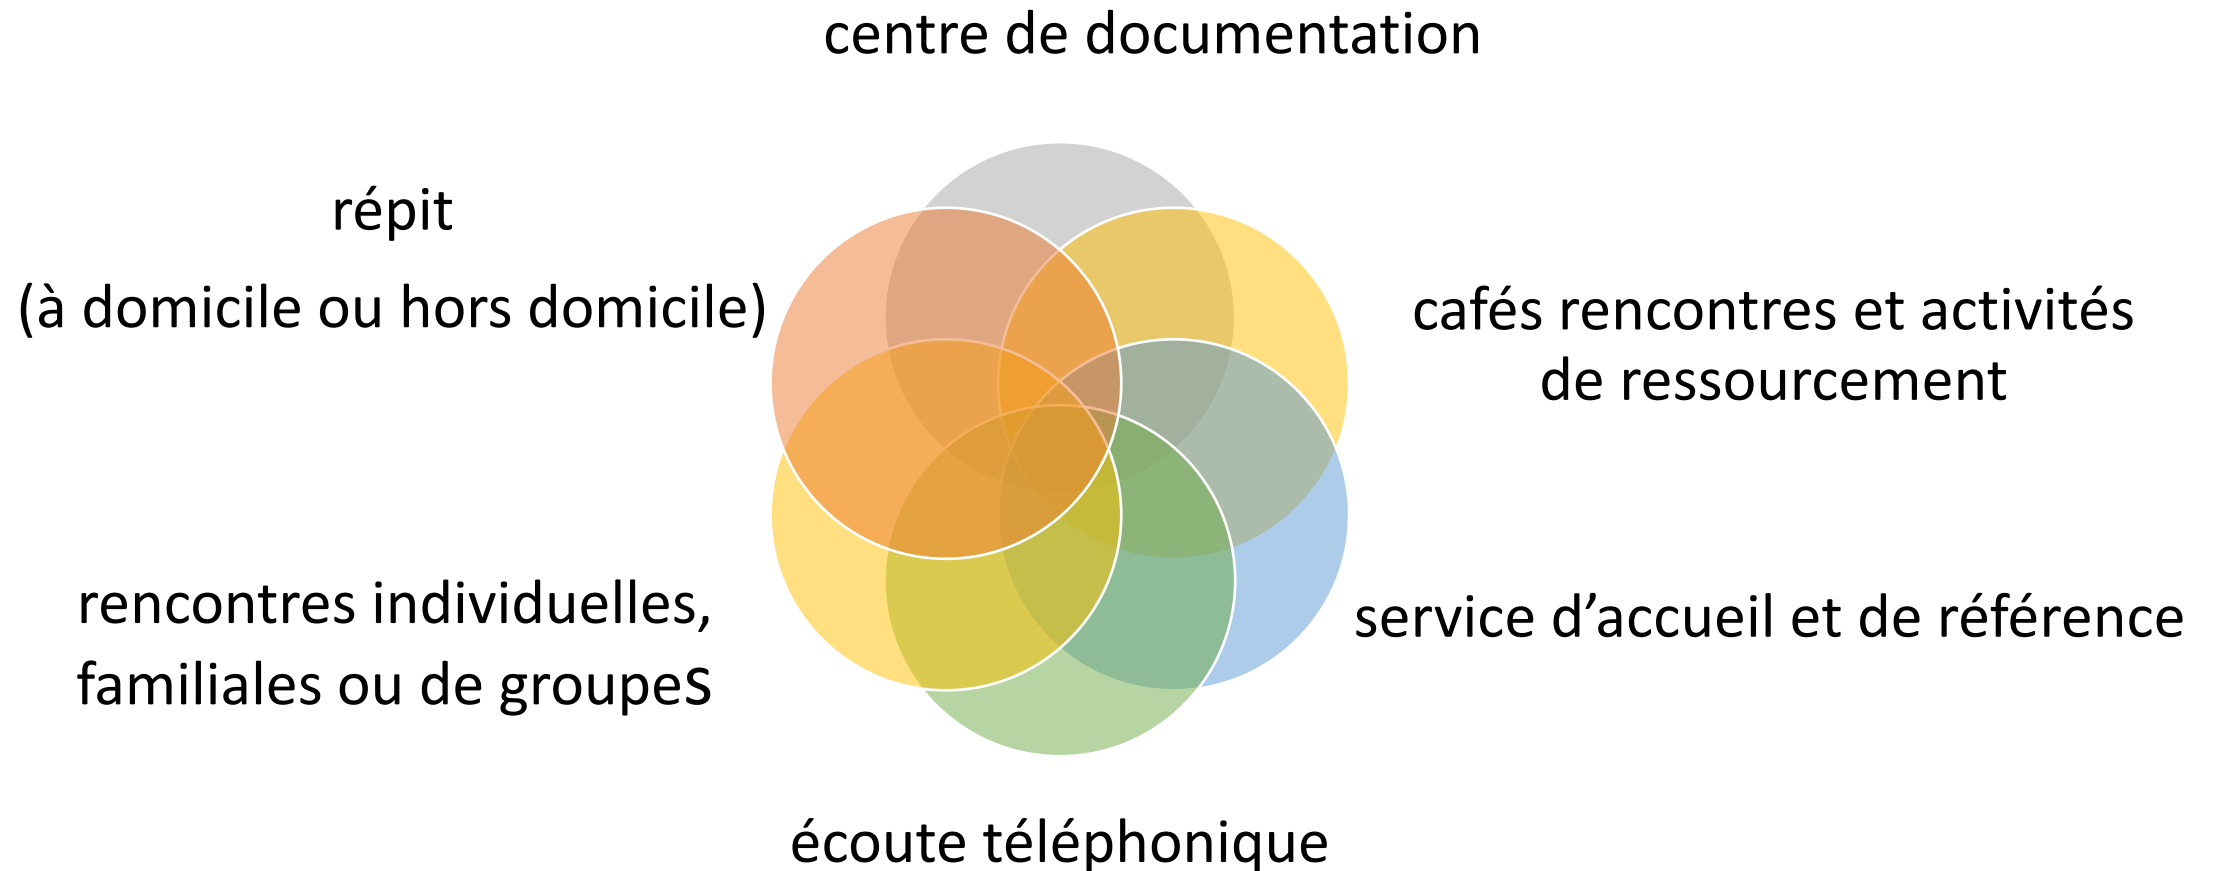 centre de documentation
répit
(à domicile ou hors domicile)
cafés rencontres et activités
de ressourcement
rencontres individuelles,
familiales ou de groupes
service d’accueil et de référence
écoute téléphonique